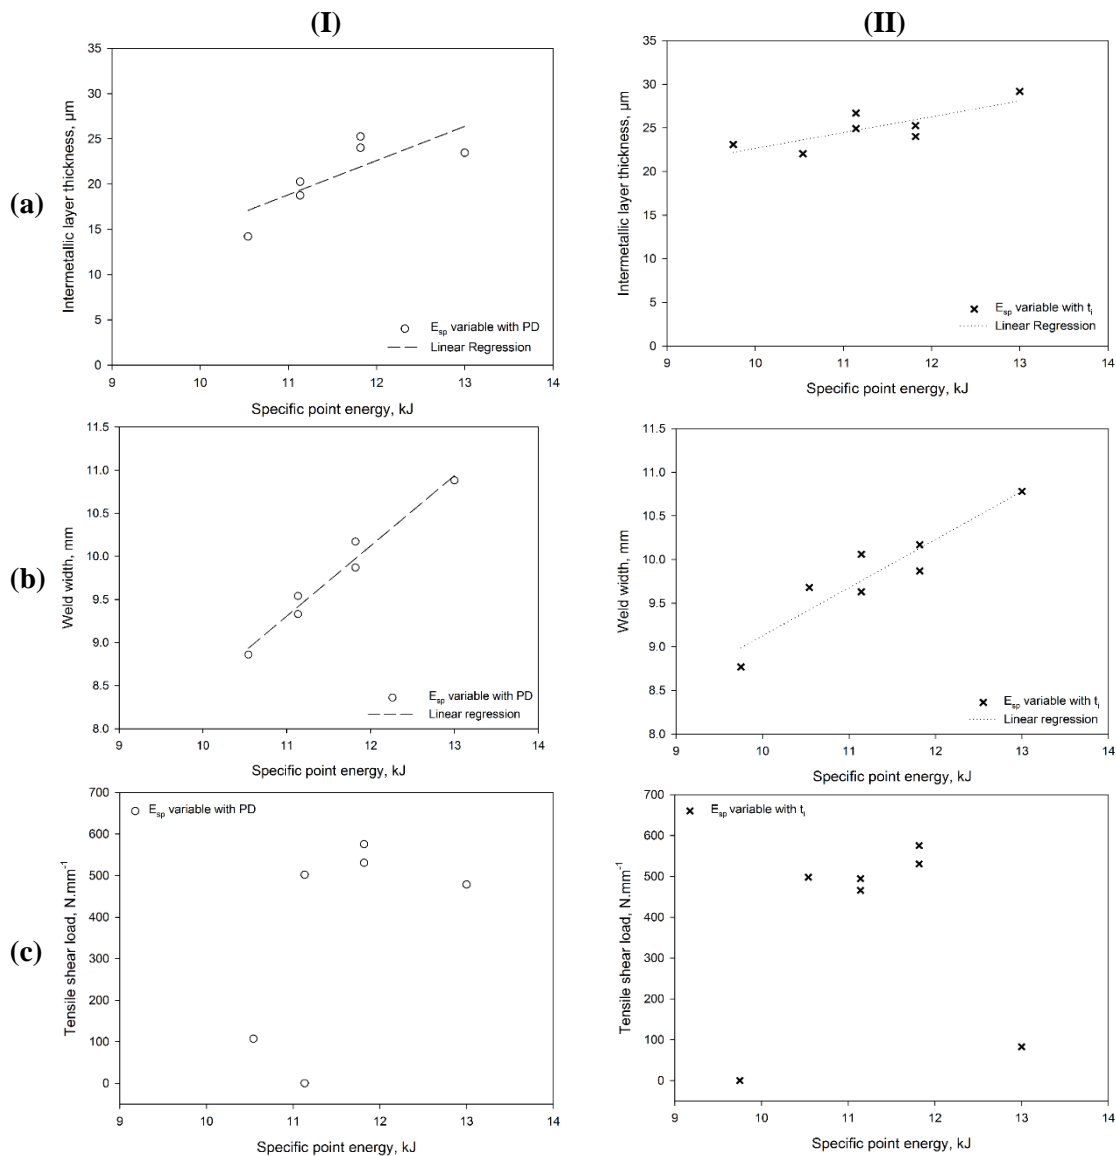 (I)
(II)
(a)
Intermetallic layer thickness, µm
35
30
25
20
15
10
5
0
E_sp variable with PD
Linear Regression
9 10 11 12 13 14
Specific point energy, kJ
Intermetallic layer thickness, µm
35
30
25
20
15
10
5
0
E_sp variable with t_i
Linear Regression
9 10 11 12 13 14
Specific point energy, kJ
(b)
Weld width, mm
11.5
11.0
10.5
10.0
9.5
9.0
8.5
8.0
E_sp variable with PD
Linear regression
9 10 11 12 13 14
Specific point energy, kJ
Weld width, mm
11.5
11.0
10.5
10.0
9.5
9.0
8.5
8.0
E_sp variable with t_i
Linear regression
9 10 11 12 13 14
Specific point energy, kJ
(c)
Tensile shear load, N.mm⁻¹
700
600
500
400
300
200
100
0
E_sp variable with PD
9 10 11 12 13 14
Specific point energy, kJ
Tensile shear load, N.mm⁻¹
700
600
500
400
300
200
100
0
E_sp variable with t_i
9 10 11 12 13 14
Specific point energy, kJ